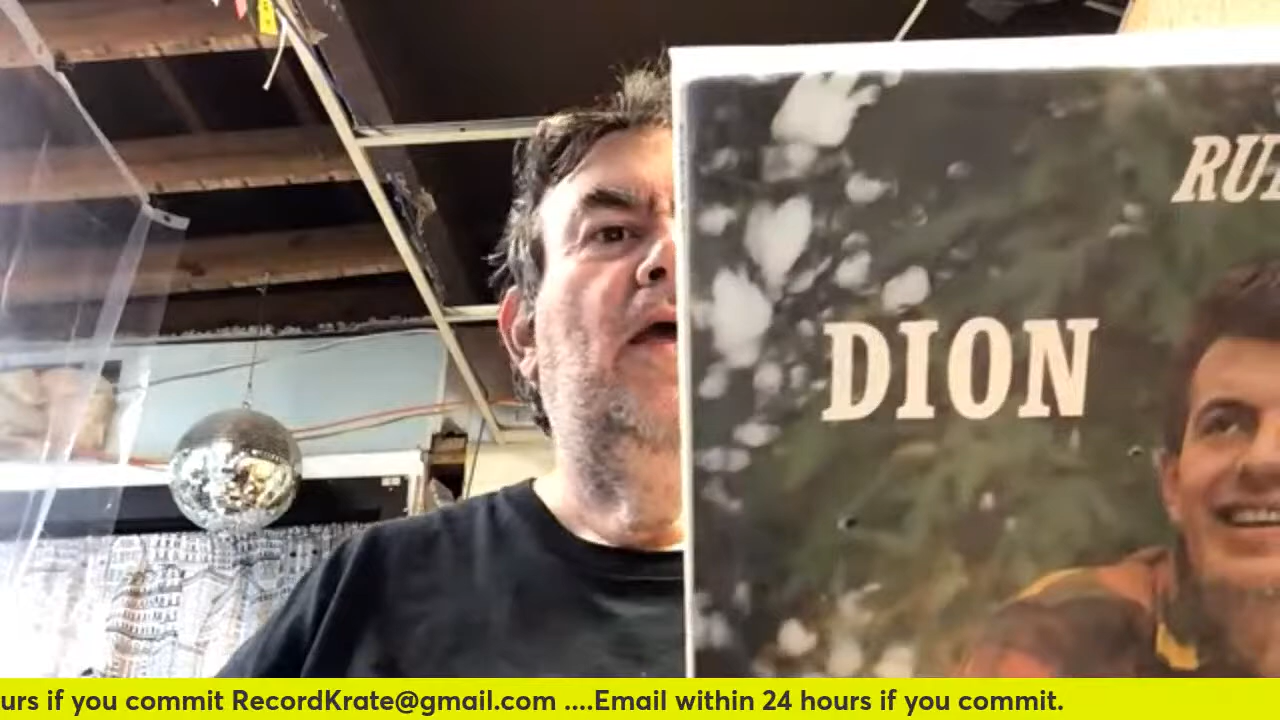 RU
DION
urs if you commit RecordKrate@gmail.com ....Email within 24 hours if you commit.